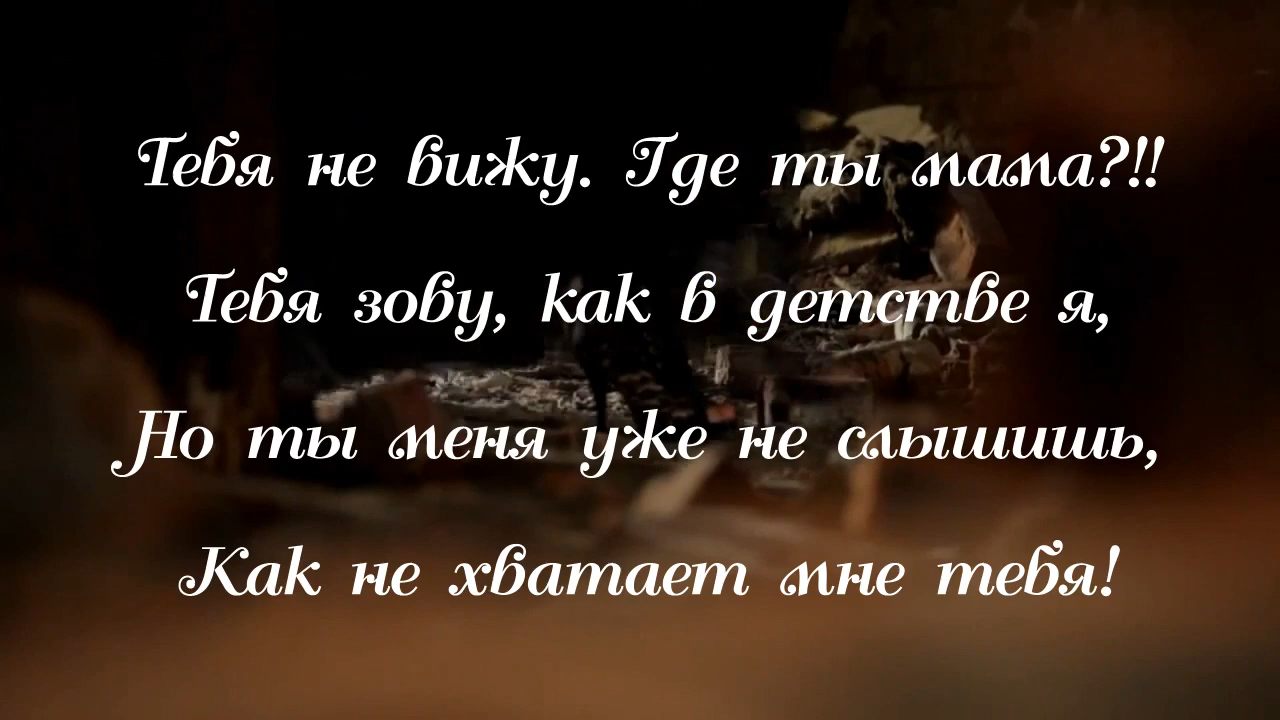 Тебя не вижу. Где ты мама?!!
Тебя зову, как в детстве я,
Но ты меня уже не слышишь,
Как не хватает мне тебя!